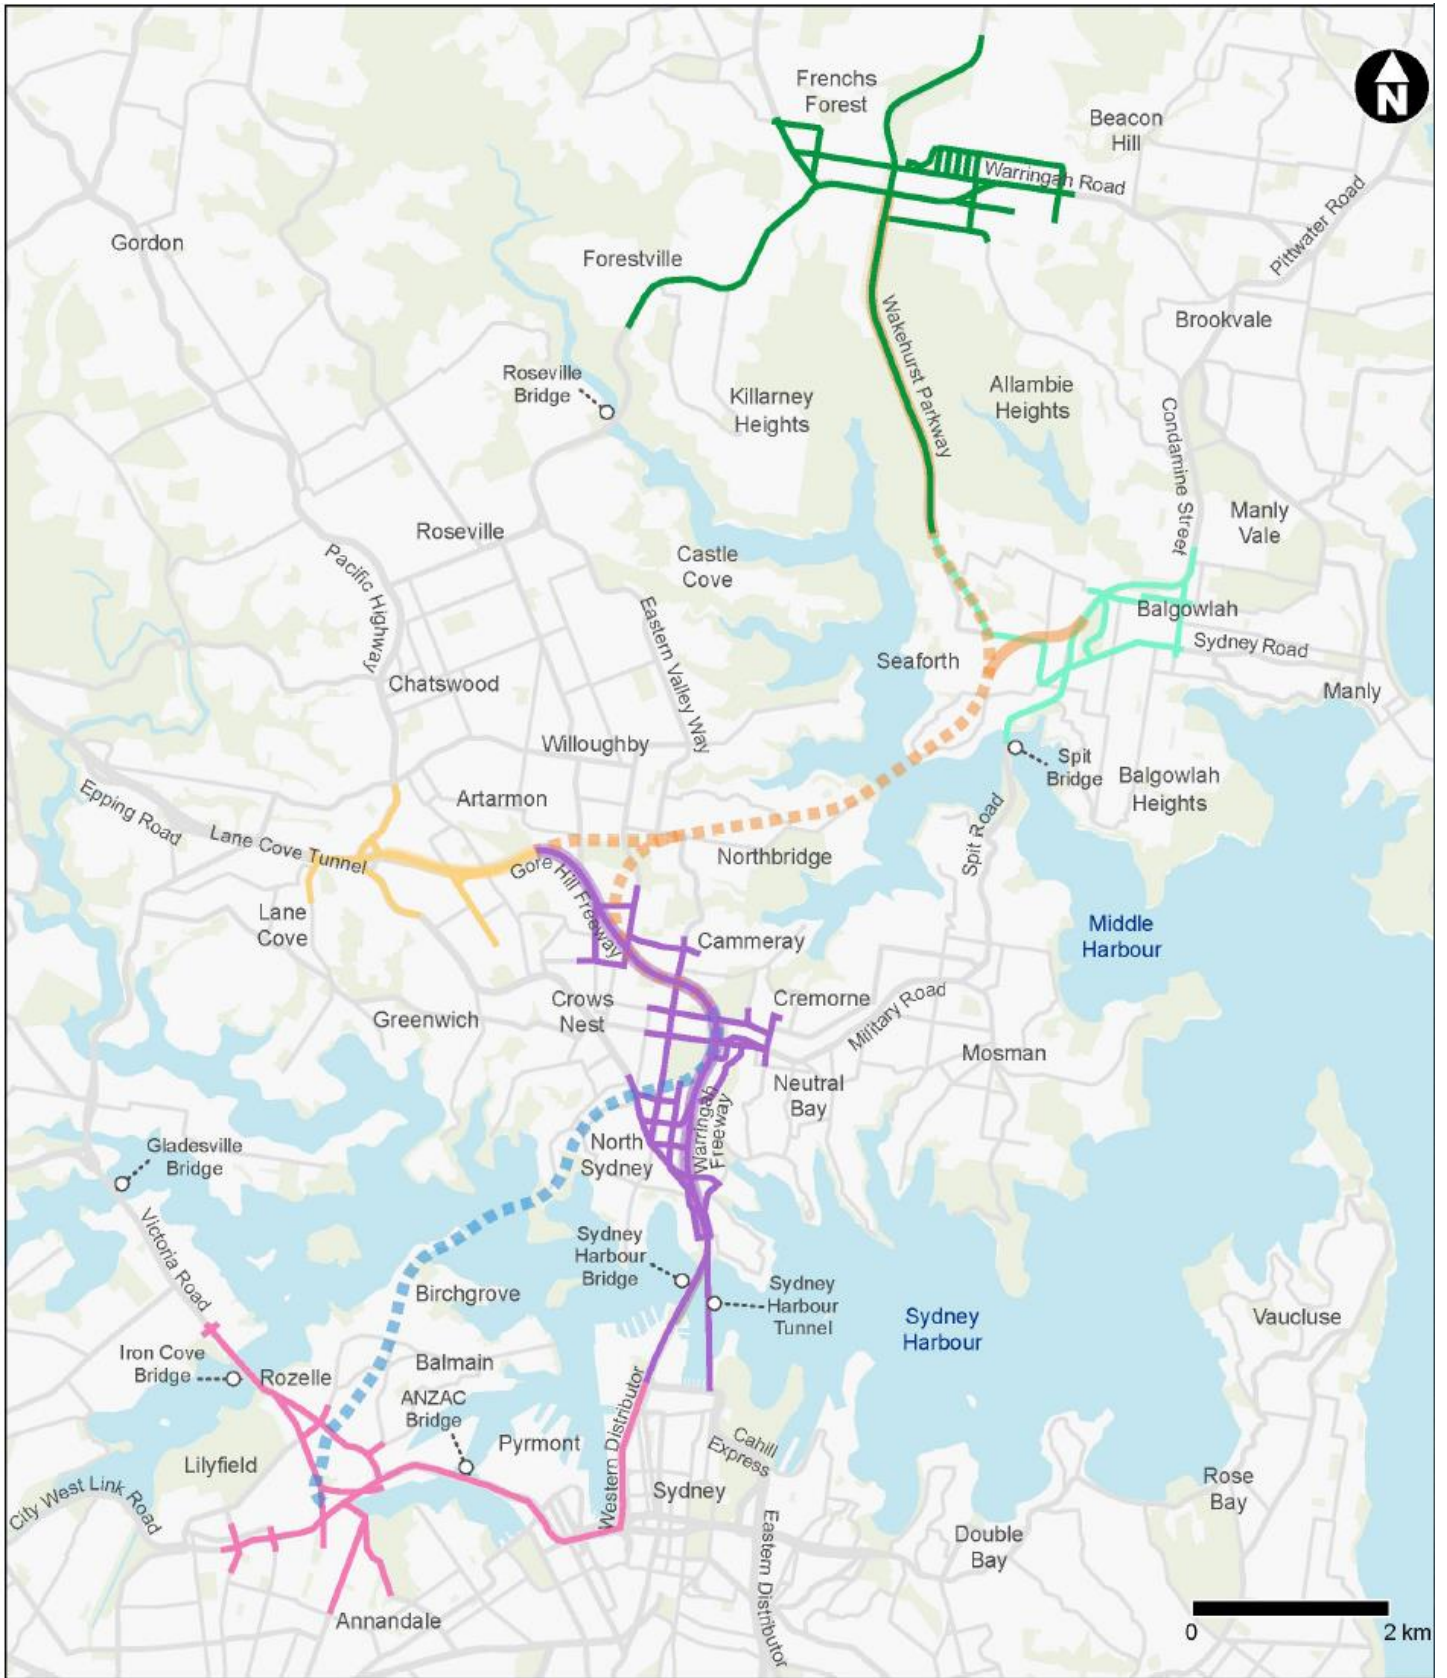 Frenchs
Forest
N
Beacon
Hill
Warringah Road
Pittwater Road
Gordon
Forestville
Brookvale
Wakehurst Parkway
Roseville
Bridge
Killarney
Heights
Allambie
Heights
Condamine Street
Manly
Vale
Roseville
Pacific Highway
Castle
Cove
Eastern Valley Way
Balgowlah
Sydney Road
Seaforth
Chatswood
Manly
Willoughby
Spit
Bridge
Balgowlah
Heights
Epping Road
Artarmon
Lane Cove Tunnel
Spit Road
Northbridge
Gore Hill Freeway
Lane
Cove
Middle
Harbour
Cammeray
Crows
Nest
Cremorne
Military Road
Greenwich
Mosman
Neutral
Bay
Warringah
Freeway
North
Sydney
Gladesville
Bridge
Victoria Road
Sydney
Harbour
Bridge
Birchgrove
Sydney
Harbour
Tunnel
Sydney
Harbour
Vaucluse
Iron Cove
Bridge
Rozelle
Balmain
ANZAC
Bridge
Western Distributor
Pyrmont
Cahill
Express
Lilyfield
Sydney
Rose
Bay
City West Link Road
Eastern Distributor
Double
Bay
Annandale
0
2 km